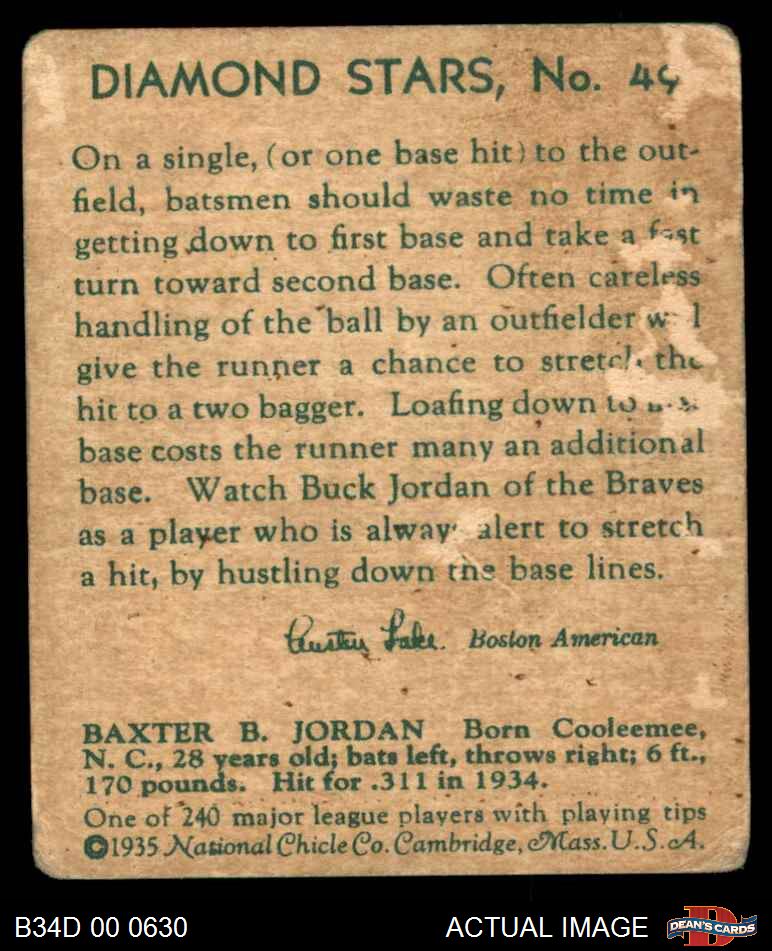 DIAMOND STARS, No. 49
On a single, (or one base hit) to the out-
field, batsmen should waste no time in
getting down to first base and take a fast
turn toward second base. Often careless
handling of the ball by an outfielder will
give the runner a chance to stretch the
hit to a two bagger. Loafing down to
base costs the runner many an additional
base. Watch Buck Jordan of the Braves
as a player who is always alert to stretch
a hit, by hustling down the base lines.
Austen Lake. Boston American
BAXTER B. JORDAN Born Cooleemee,
N. C., 28 years old; bats left, throws right; 6 ft.,
170 pounds. Hit for .311 in 1934.
One of 240 major league players with playing tips
©1935 National Chicle Co. Cambridge, Mass. U.S.A.
B34D 00 0630 ACTUAL IMAGE D DEAN'S CARDS